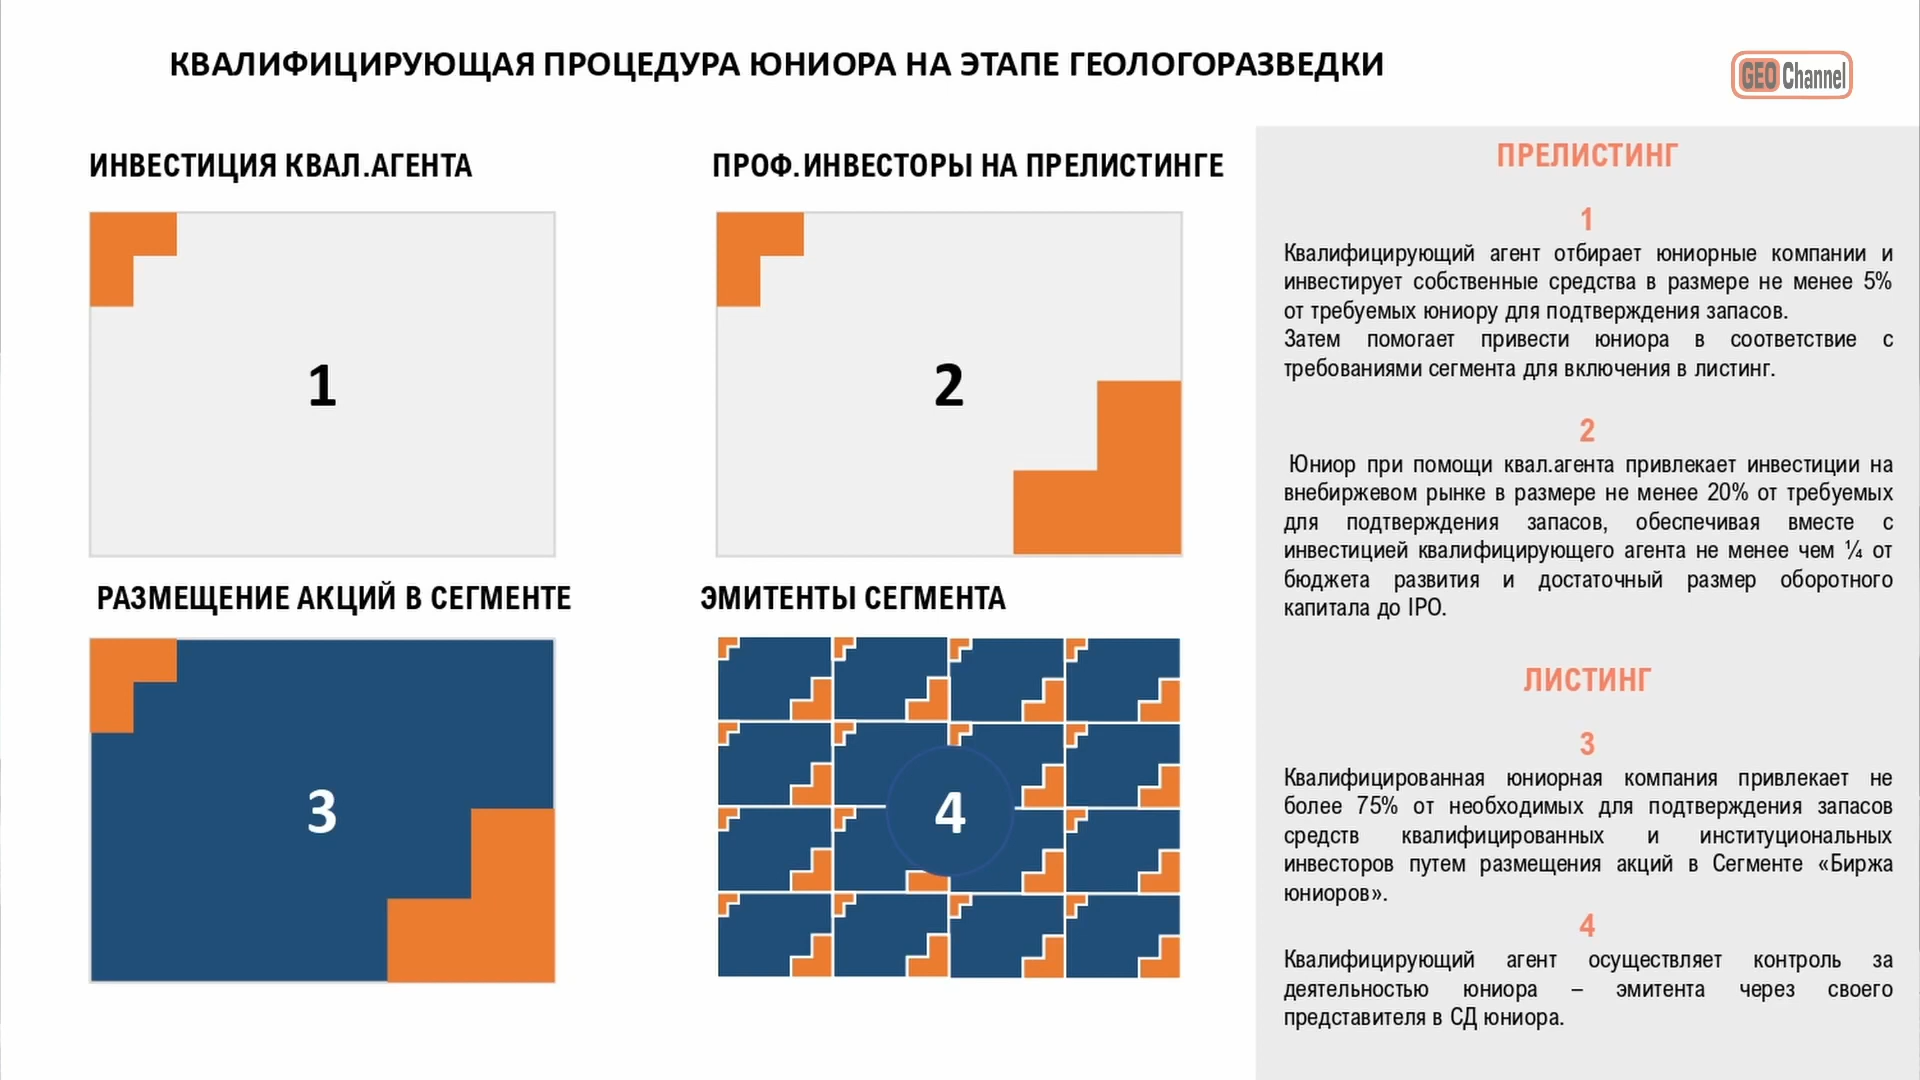 КВАЛИФИЦИРУЮЩАЯ ПРОЦЕДУРА ЮНИОРА НА ЭТАПЕ ГЕОЛОГОРАЗВЕДКИ
GEO Channel
ИНВЕСТИЦИЯ КВАЛ.АГЕНТА
1
ПРОФ.ИНВЕСТОРЫ НА ПРЕЛИСТИНГЕ
2
РАЗМЕЩЕНИЕ АКЦИЙ В СЕГМЕНТЕ
3
ЭМИТЕНТЫ СЕГМЕНТА
4
ПРЕЛИСТИНГ
1
Квалифицирующий агент отбирает юниорные компании и
инвестирует собственные средства в размере не менее 5%
от требуемых юниору для подтверждения запасов.
Затем помогает привести юниора в соответствие с
требованиями сегмента для включения в листинг.
2
Юниор при помощи квал.агента привлекает инвестиции на
внебиржевом рынке в размере не менее 20% от требуемых
для подтверждения запасов, обеспечивая вместе с
инвестицией квалифицирующего агента не менее чем ¼ от
бюджета развития и достаточный размер оборотного
капитала до IPO.
ЛИСТИНГ
3
Квалифицированная юниорная компания привлекает не
более 75% от необходимых для подтверждения запасов
средств квалифицированных и институциональных
инвесторов путем размещения акций в Сегменте «Биржа
юниоров».
4
Квалифицирующий агент осуществляет контроль за
деятельностью юниора – эмитента через своего
представителя в СД юниора.